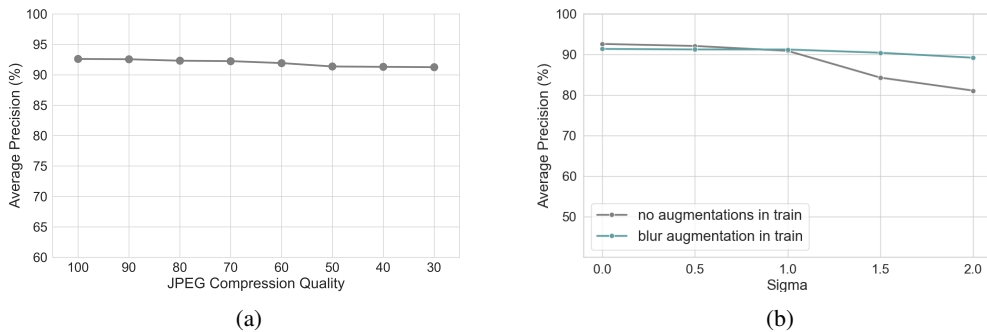 100
95
90
85
80
75
70
65
60
Average Precision (%)
100 90 80 70 60 50 40 30
JPEG Compression Quality
(a)
100
90
80
70
60
50
Average Precision (%)
no augmentations in train
blur augmentation in train
0.0 0.5 1.0 1.5 2.0
Sigma
(b)